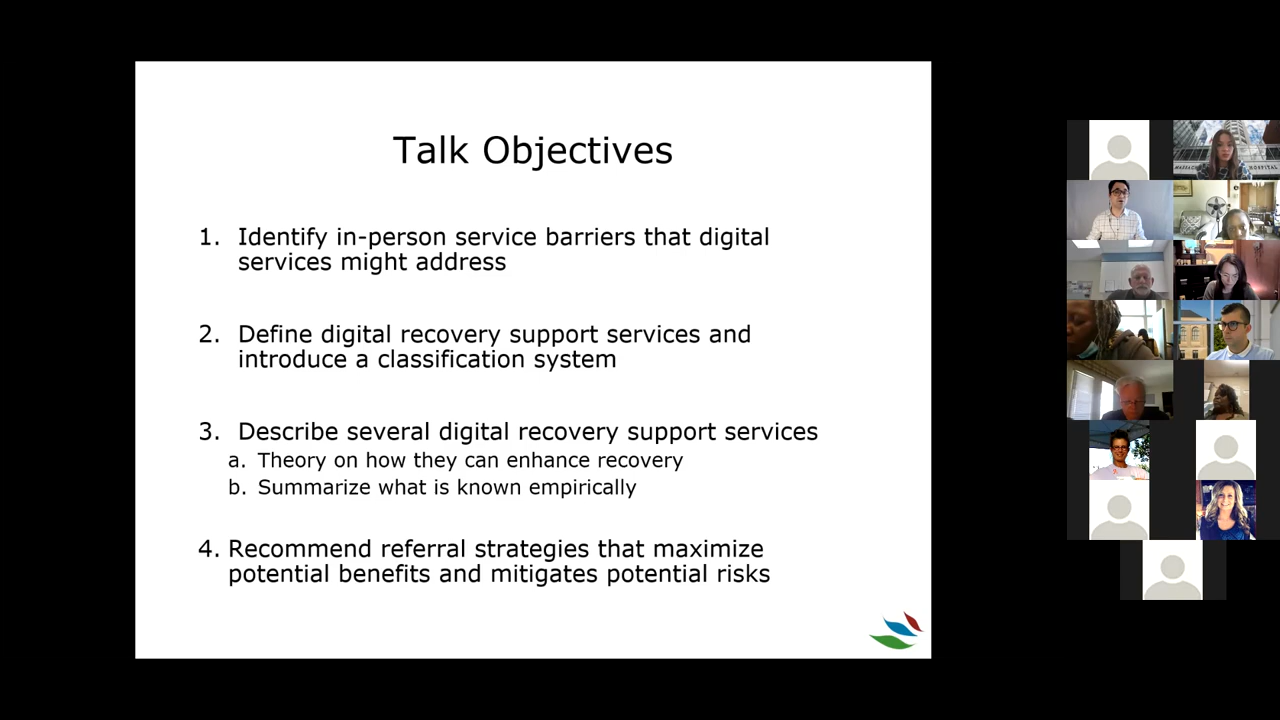 Talk Objectives
1. Identify in-person service barriers that digital
services might address
2. Define digital recovery support services and
introduce a classification system
3. Describe several digital recovery support services
a. Theory on how they can enhance recovery
b. Summarize what is known empirically
4. Recommend referral strategies that maximize
potential benefits and mitigates potential risks
HOSPITAL